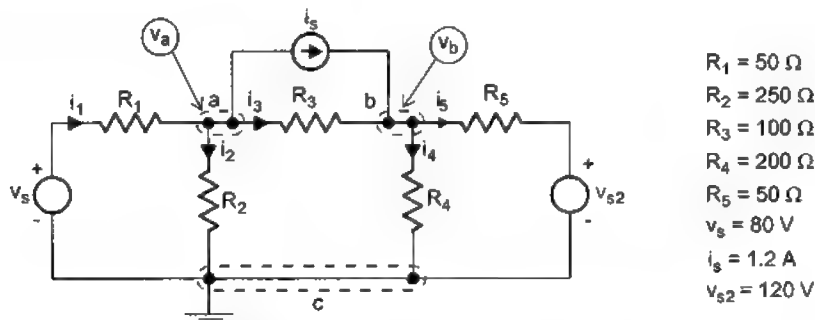 i_s
v_a
v_b
i_1 R_1 a i_3 R_3 b i_5 R_5
i_2 i_4
+ +
v_s R_2 R_4 v_s2
- -
c
R_1 = 50 Ω
R_2 = 250 Ω
R_3 = 100 Ω
R_4 = 200 Ω
R_5 = 50 Ω
v_s = 80 V
i_s = 1.2 A
v_s2 = 120 V